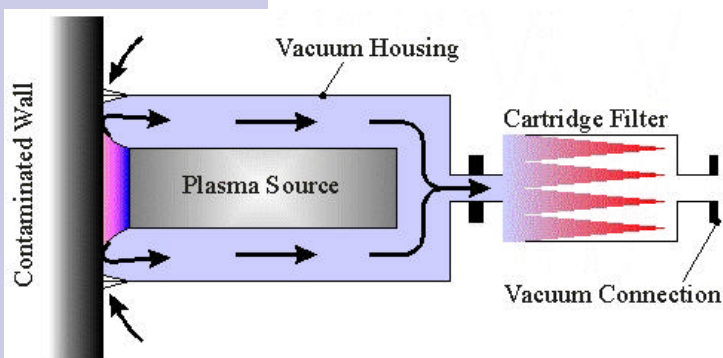 Vacuum Housing
Cartridge Filter
Contaminated Wall
Plasma Source
Vacuum Connection